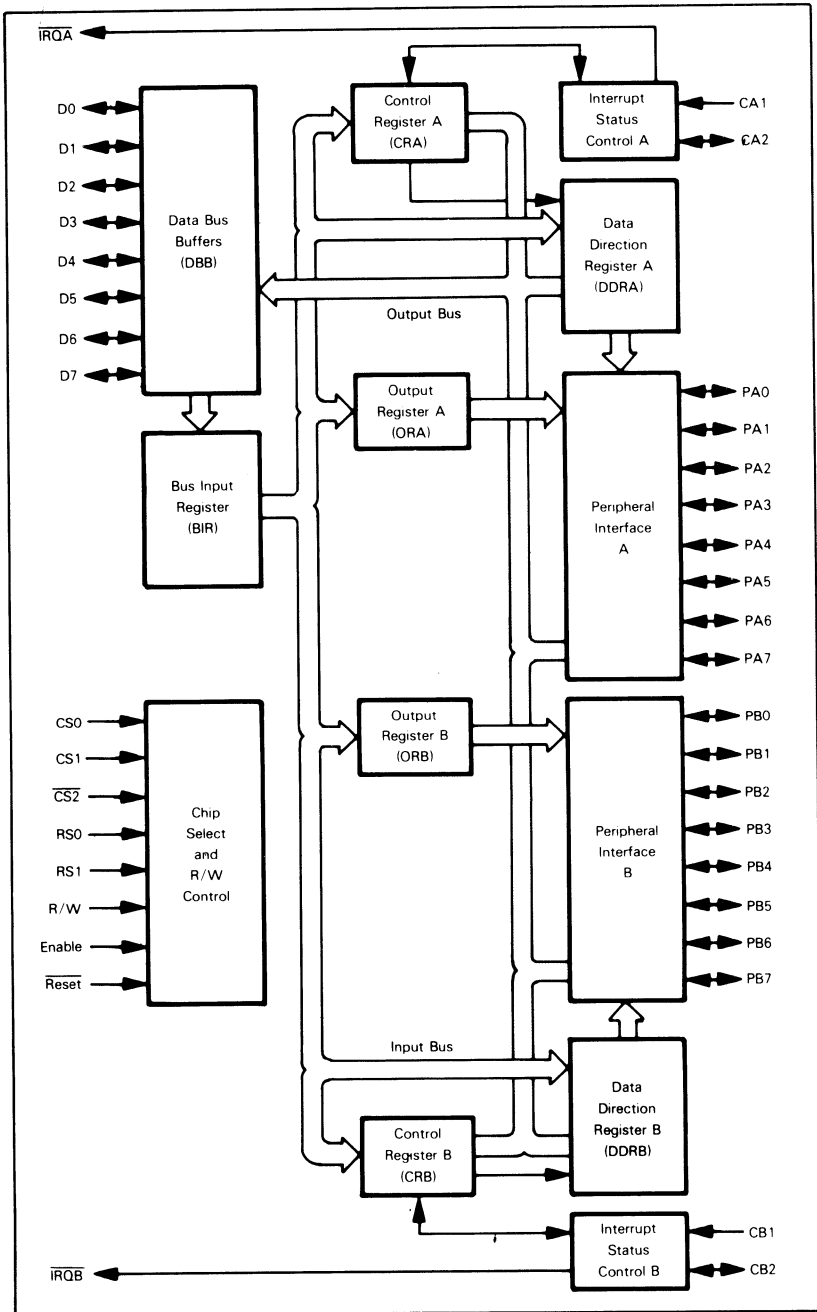 IRQA
D0
D1
D2
D3
D4
D5
D6
D7
Data Bus
Buffers
(DBB)
Control
Register A
(CRA)
Interrupt
Status
Control A
CA1
CA2
Data
Direction
Register A
(DDRA)
Output Bus
Bus Input
Register
(BIR)
Output
Register A
(ORA)
Peripheral
Interface
A
PA0
PA1
PA2
PA3
PA4
PA5
PA6
PA7
CS0
CS1
CS2
RS0
RS1
R/W
Enable
Reset
Chip
Select
and
R/W
Control
Output
Register B
(ORB)
Peripheral
Interface
B
PB0
PB1
PB2
PB3
PB4
PB5
PB6
PB7
Input Bus
Control
Register B
(CRB)
Data
Direction
Register B
(DDRB)
Interrupt
Status
Control B
CB1
CB2
IRQB